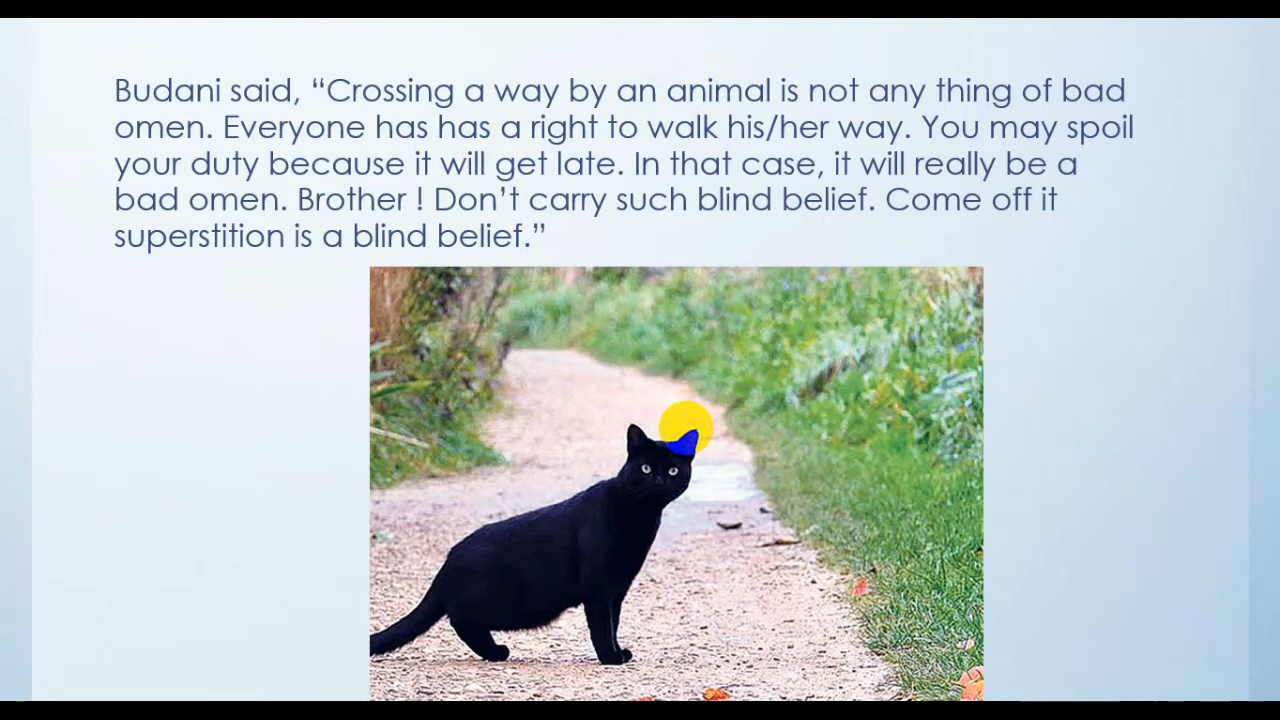 Budani said, “Crossing a way by an animal is not any thing of bad
omen. Everyone has has a right to walk his/her way. You may spoil
your duty because it will get late. In that case, it will really be a
bad omen. Brother ! Don’t carry such blind belief. Come off it
superstition is a blind belief.”